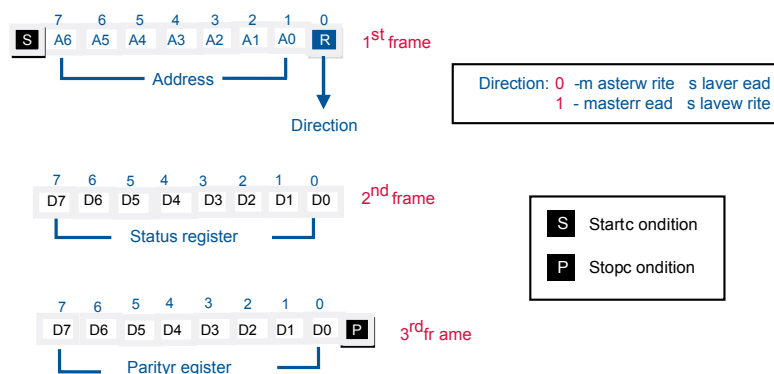 7 6 5 4 3 2 1 0
S A6 A5 A4 A3 A2 A1 A0 R 1st frame
Address
Direction
Direction: 0 -m asterw rite s laver ead
1 - masterr ead s lavew rite
7 6 5 4 3 2 1 0
D7 D6 D5 D4 D3 D2 D1 D0 2nd frame
Status register
S Startc ondition
P Stopc ondition
7 6 5 4 3 2 1 0
D7 D6 D5 D4 D3 D2 D1 D0 P 3rd fr ame
Parityr egister